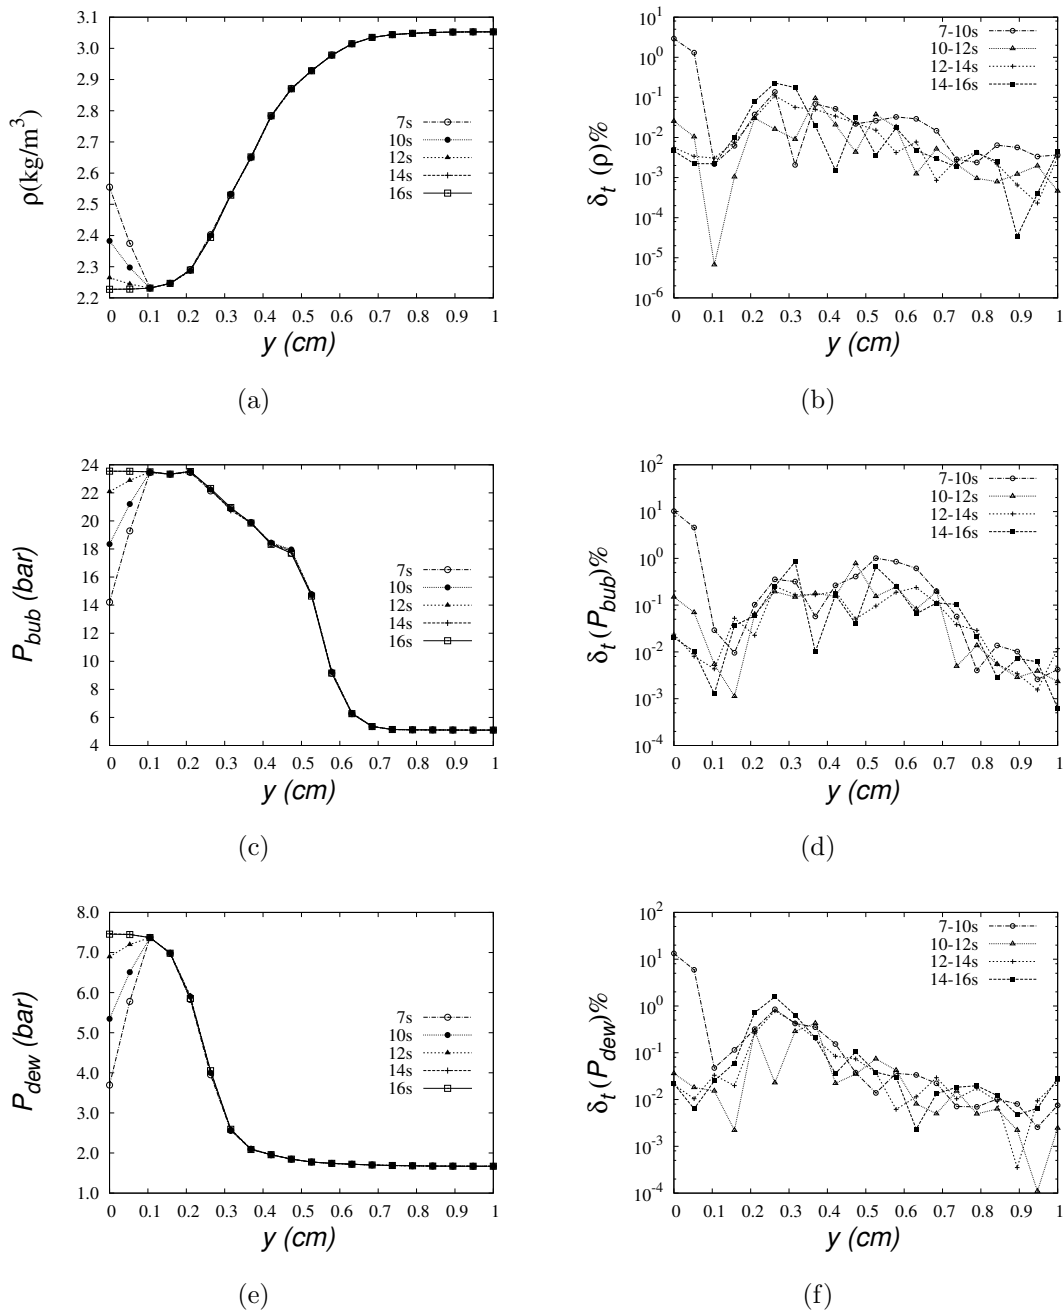 3.1
3.0
2.9
2.8
2.7
2.6
2.5
2.4
2.3
2.2
ρ(kg/m³)
7s
10s
12s
14s
16s
0 0.1 0.2 0.3 0.4 0.5 0.6 0.7 0.8 0.9 1
y (cm)
(a)
10¹
10⁰
10⁻¹
10⁻²
10⁻³
10⁻⁴
10⁻⁵
10⁻⁶
δt (ρ)%
7-10s
10-12s
12-14s
14-16s
0 0.1 0.2 0.3 0.4 0.5 0.6 0.7 0.8 0.9 1
y (cm)
(b)
24
22
20
18
16
14
12
10
8
6
4
Pbub (bar)
7s
10s
12s
14s
16s
0 0.1 0.2 0.3 0.4 0.5 0.6 0.7 0.8 0.9 1
y (cm)
(c)
10²
10¹
10⁰
10⁻¹
10⁻²
10⁻³
10⁻⁴
δt (Pbub)%
7-10s
10-12s
12-14s
14-16s
0 0.1 0.2 0.3 0.4 0.5 0.6 0.7 0.8 0.9 1
y (cm)
(d)
8.0
7.0
6.0
5.0
4.0
3.0
2.0
1.0
Pdew (bar)
7s
10s
12s
14s
16s
0 0.1 0.2 0.3 0.4 0.5 0.6 0.7 0.8 0.9 1
y (cm)
(e)
10²
10¹
10⁰
10⁻¹
10⁻²
10⁻³
10⁻⁴
δt (Pdew)%
7-10s
10-12s
12-14s
14-16s
0 0.1 0.2 0.3 0.4 0.5 0.6 0.7 0.8 0.9 1
y (cm)
(f)